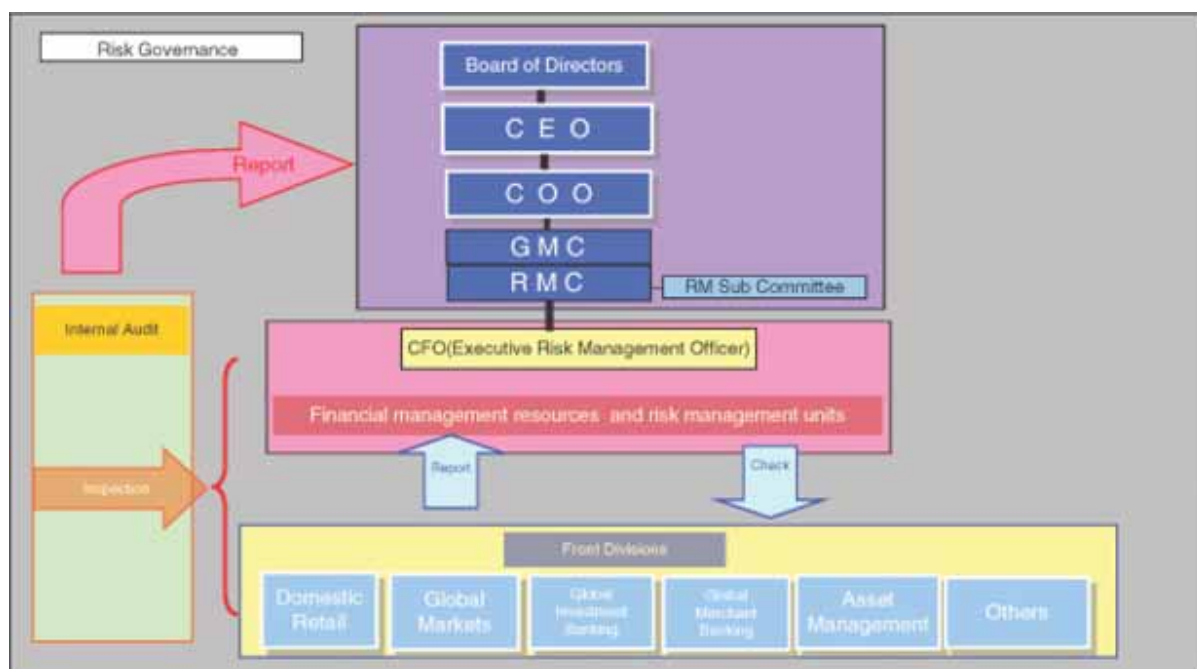 Risk Governance
Board of Directors
C E O
C O O
G M C
R M C
RM Sub Committee
Report
Internal Audit
CFO(Executive Risk Management Officer)
Financial management resources and risk management units
Inspection
Report
Check
Front Divisions
Domestic
Retail
Global
Markets
Global
Investment
Banking
Global
Merchant
Banking
Asset
Management
Others